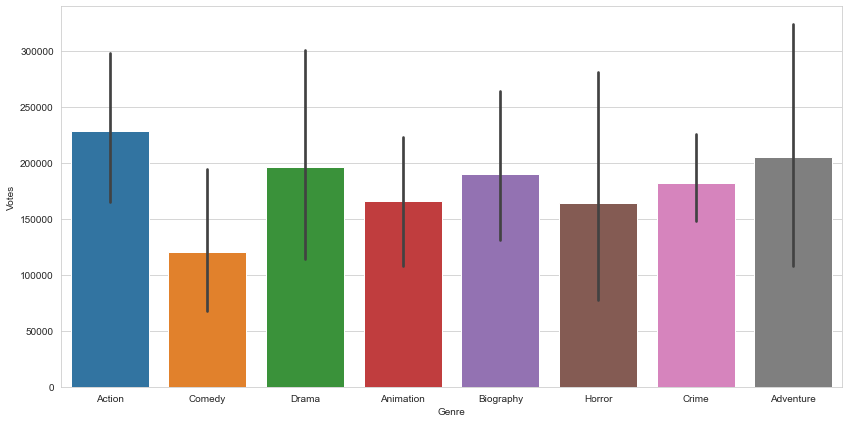 300000
250000
200000
150000
100000
50000
0
Votes
Action Comedy Drama Animation Biography Horror Crime Adventure
Genre